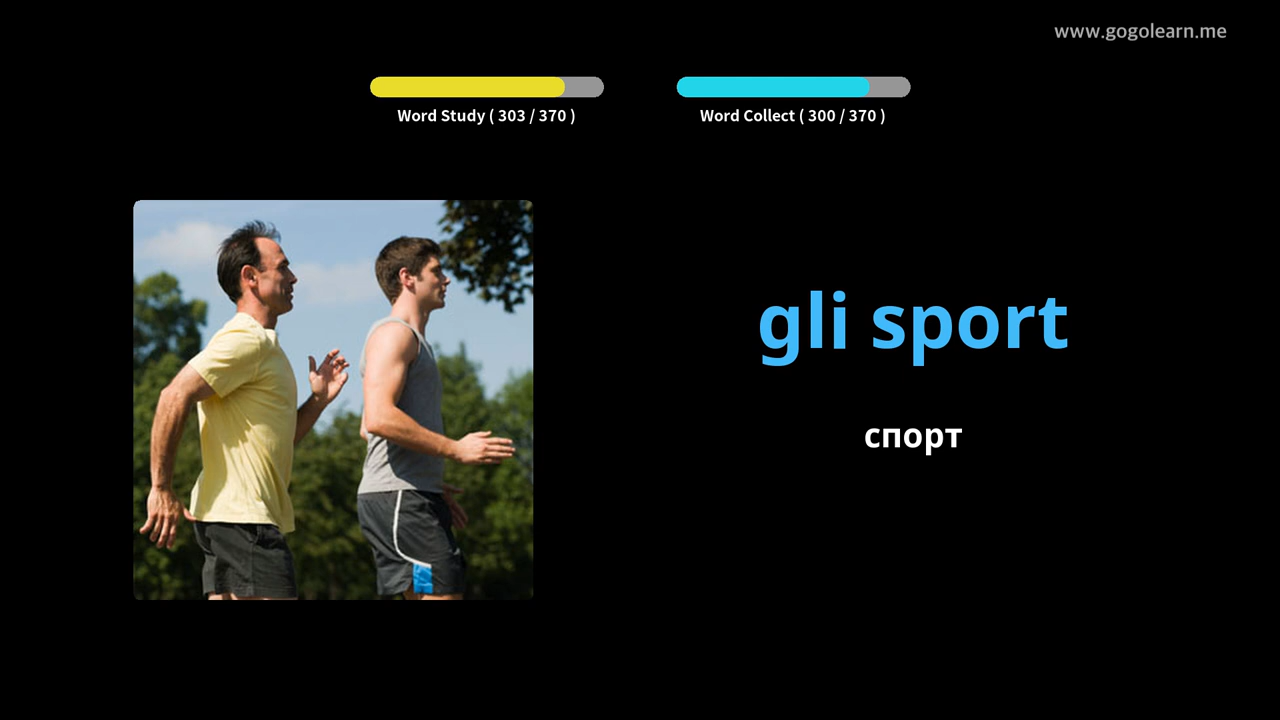 www.gogolearn.me
Word Study ( 303 / 370 )
Word Collect ( 300 / 370 )
gli sport
спорт